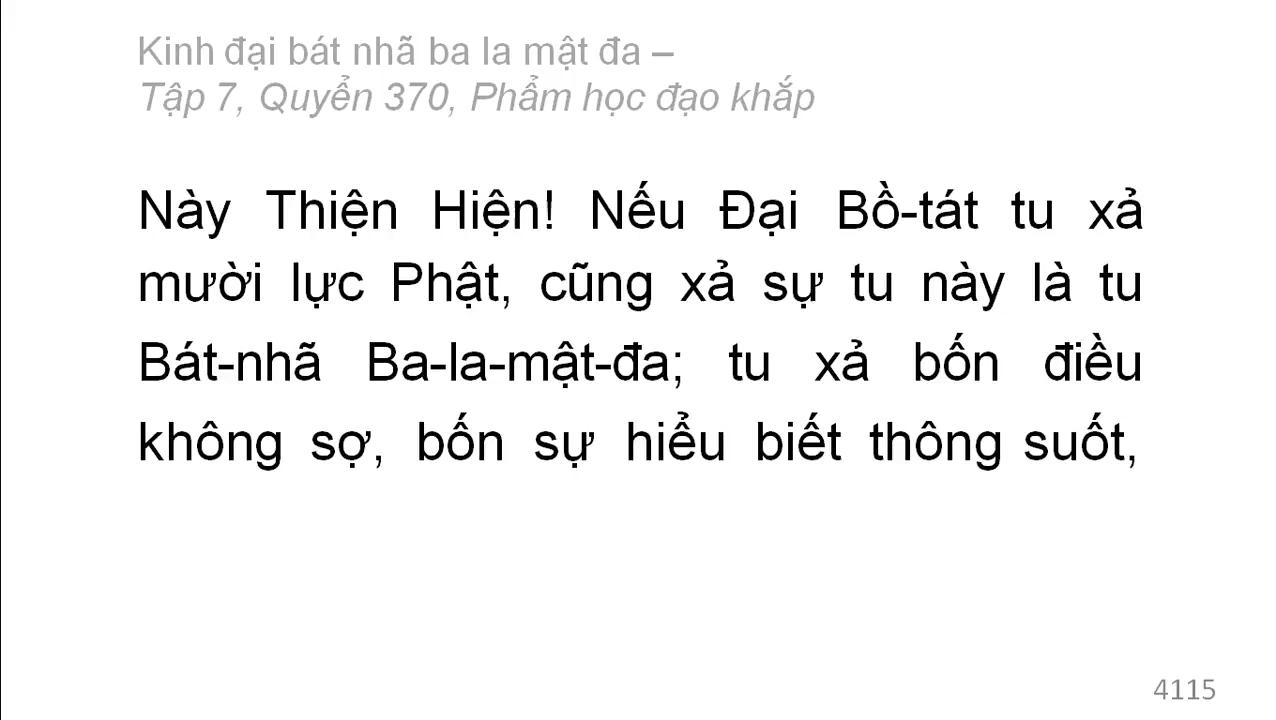 Kinh đại bát nhã ba la mật đa –
Tập 7, Quyển 370, Phẩm học đạo khắp
Này Thiện Hiện! Nếu Đại Bồ-tát tu xả
mười lực Phật, cũng xả sự tu này là tu
Bát-nhã Ba-la-mật-đa; tu xả bốn điều
không sợ, bốn sự hiểu biết thông suốt,
4115